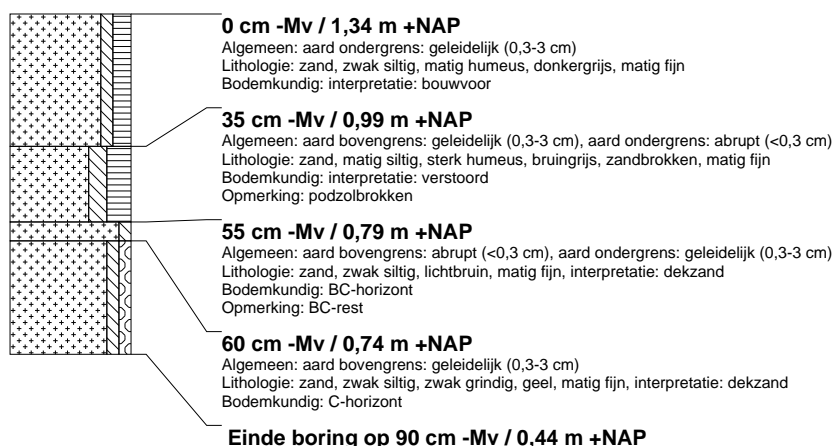 0 cm -Mv / 1,34 m +NAP
Algemeen: aard ondergrens: geleidelijk (0,3-3 cm)
Lithologie: zand, zwak siltig, matig humeus, donkergrijs, matig fijn
Bodemkundig: interpretatie: bouwvoor
35 cm -Mv / 0,99 m +NAP
Algemeen: aard bovengrens: geleidelijk (0,3-3 cm), aard ondergrens: abrupt (<0,3 cm)
Lithologie: zand, matig siltig, sterk humeus, bruingrijs, zandbrokken, matig fijn
Bodemkundig: interpretatie: verstoord
Opmerking: podzolbrokken
55 cm -Mv / 0,79 m +NAP
Algemeen: aard bovengrens: abrupt (<0,3 cm), aard ondergrens: geleidelijk (0,3-3 cm)
Lithologie: zand, zwak siltig, lichtbruin, matig fijn, interpretatie: dekzand
Bodemkundig: BC-horizont
Opmerking: BC-rest
60 cm -Mv / 0,74 m +NAP
Algemeen: aard bovengrens: geleidelijk (0,3-3 cm)
Lithologie: zand, zwak siltig, zwak grindig, geel, matig fijn, interpretatie: dekzand
Bodemkundig: C-horizont
Einde boring op 90 cm -Mv / 0,44 m +NAP